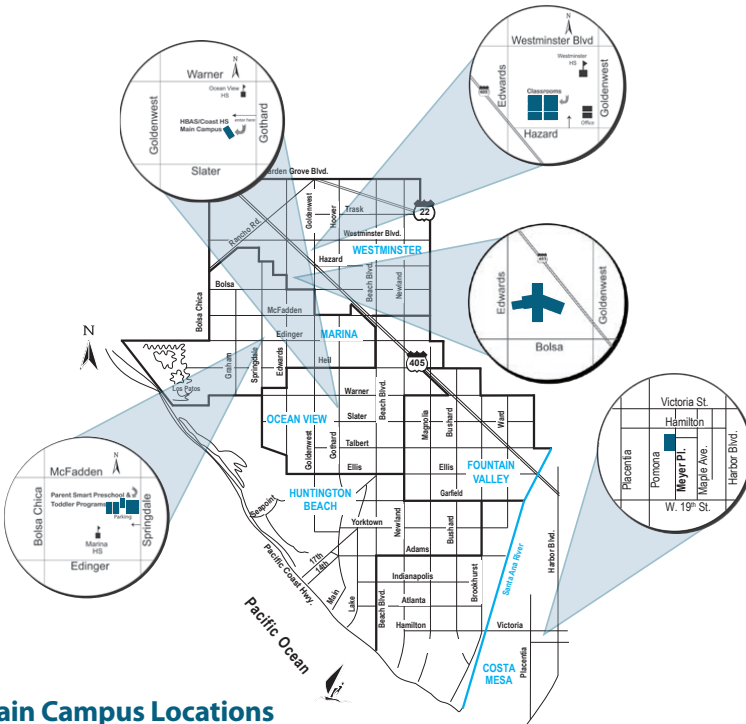 Westminster Blvd
N
Westminster
HS
Edwards
405
Classrooms
Goldenwest
Office
Hazard
Warner
N
Ocean View
HS
Goldenwest
enter here
HBAS/Coast HS
Main Campus
Gothard
Slater
arden Grove Blvd.
Goldenwest
Hoover
Trask
22
Rancho Rd.
Westminster Blvd.
WESTMINSTER
Hazard
Bolsa
Beach Blvd.
Newland
Bolsa Chica
McFadden
MARINA
Edinger
Graham
Springdale
Edwards
Heil
405
Los Patos
N
Warner
Beach Blvd.
OCEAN VIEW
Slater
Magnolia
Bushard
Ward
Goldenwest
Gothard
Talbert
Ellis
Ellis
FOUNTAIN
VALLEY
HUNTINGTON
BEACH
Garfield
Seapoint
Yorktown
Newland
Bushard
17th
14th
Adams
Pacific Coast Hwy.
Main
Lake
Beach Blvd.
Indianapolis
Atlanta
Hamilton
Brookhurst
Santa Ana River
Harbor Blvd.
Victoria
Placentia
COSTA
MESA
Pacific Ocean
Edwards
405
Goldenwest
Bolsa
Victoria St.
Hamilton
Placentia
Pomona
Meyer Pl.
Maple Ave.
Harbor Blvd.
W. 19th St.
McFadden
N
Bolsa Chica
Parent Smart Preschool &
Toddler Programs
Parking
Springdale
Marina
HS
Edinger
ain Campus Locations